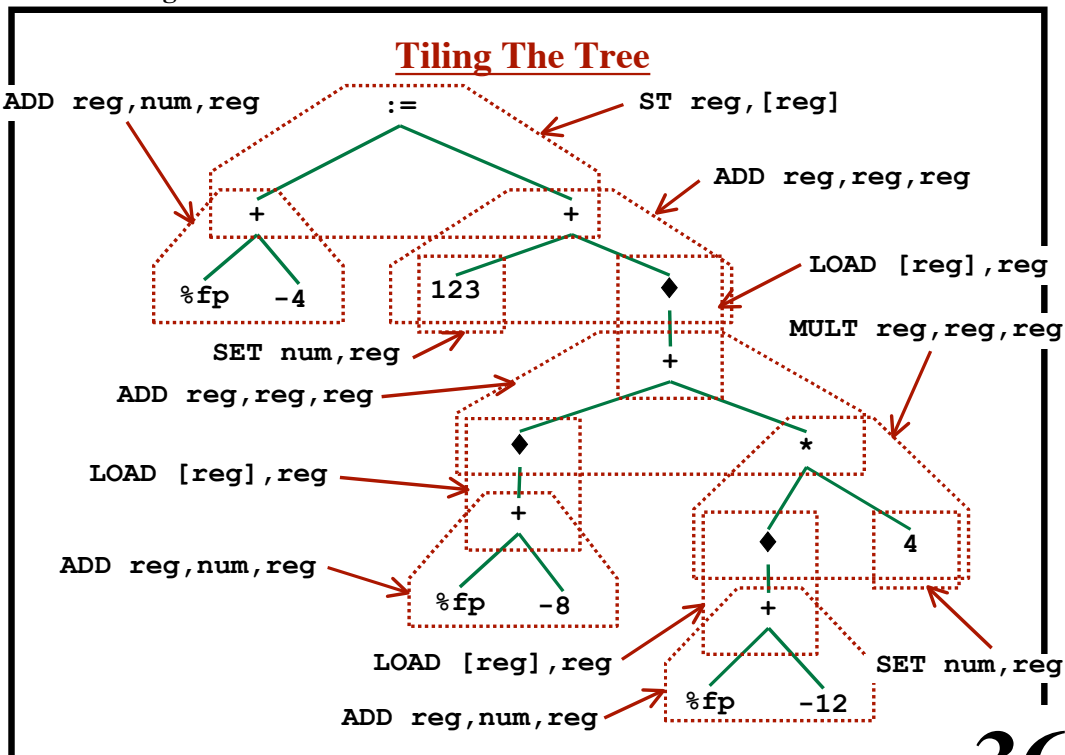 Tiling The Tree
ADD reg,num,reg
:=
ST reg,[reg]
ADD reg,reg,reg
+
+
LOAD [reg],reg
%fp
-4
123
♦
MULT reg,reg,reg
SET num,reg
+
ADD reg,reg,reg
♦
*
LOAD [reg],reg
+
♦
4
ADD reg,num,reg
%fp
-8
+
LOAD [reg],reg
SET num,reg
%fp
-12
ADD reg,num,reg